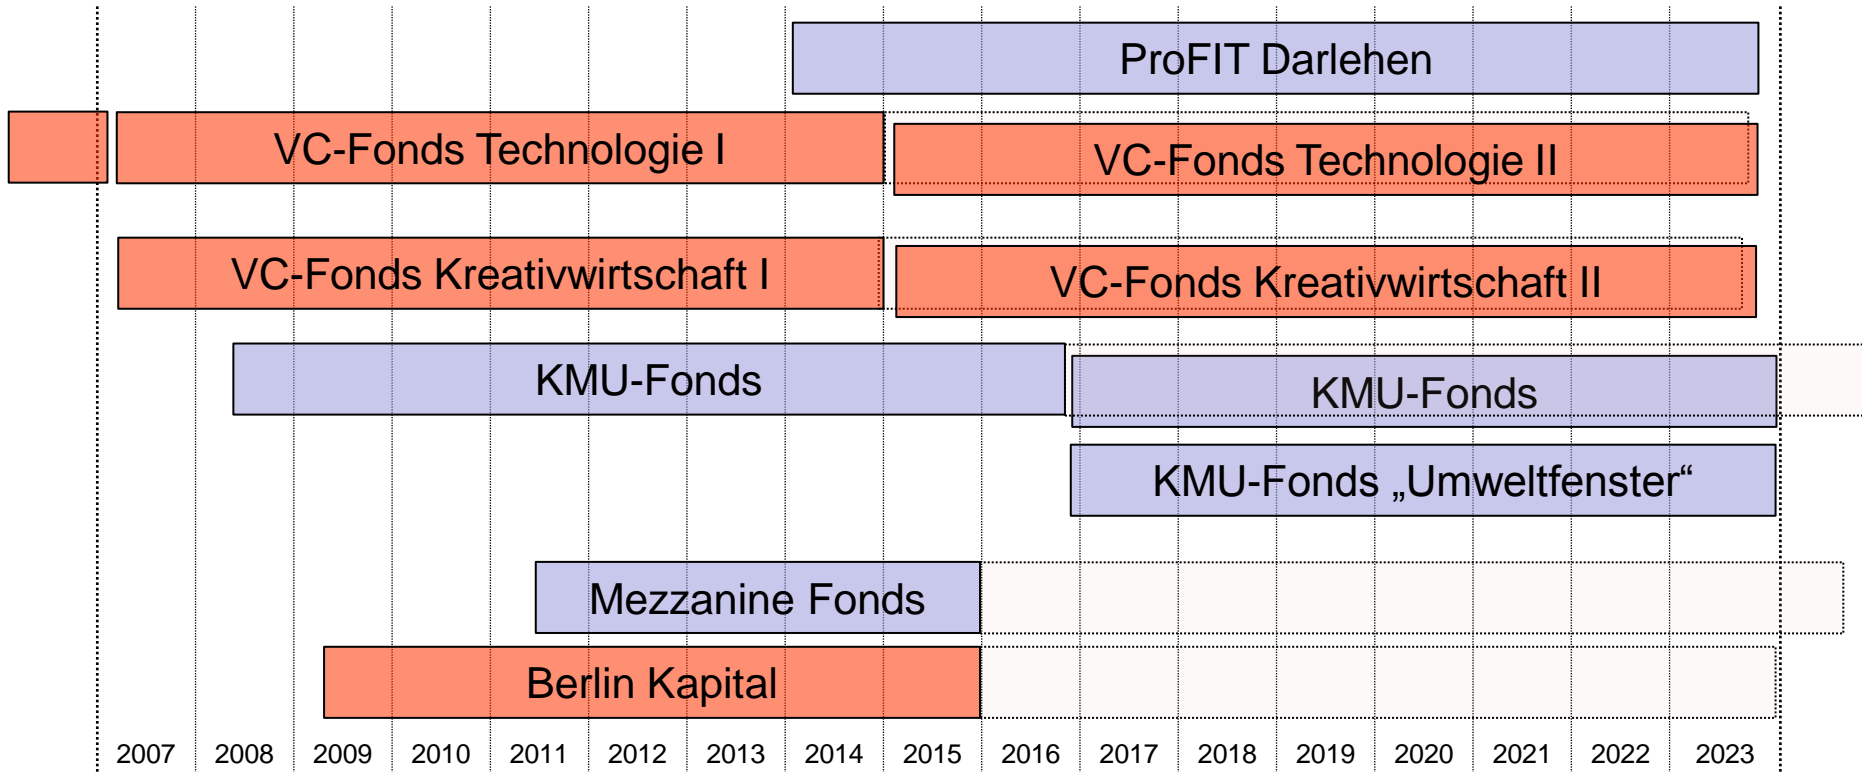 ProFIT Darlehen
VC-Fonds Technologie I
VC-Fonds Technologie II
VC-Fonds Kreativwirtschaft I
VC-Fonds Kreativwirtschaft II
KMU-Fonds
KMU-Fonds
KMU-Fonds „Umweltfenster“
Mezzanine Fonds
Berlin Kapital
2007 2008 2009 2010 2011 2012 2013 2014 2015 2016 2017 2018 2019 2020 2021 2022 2023